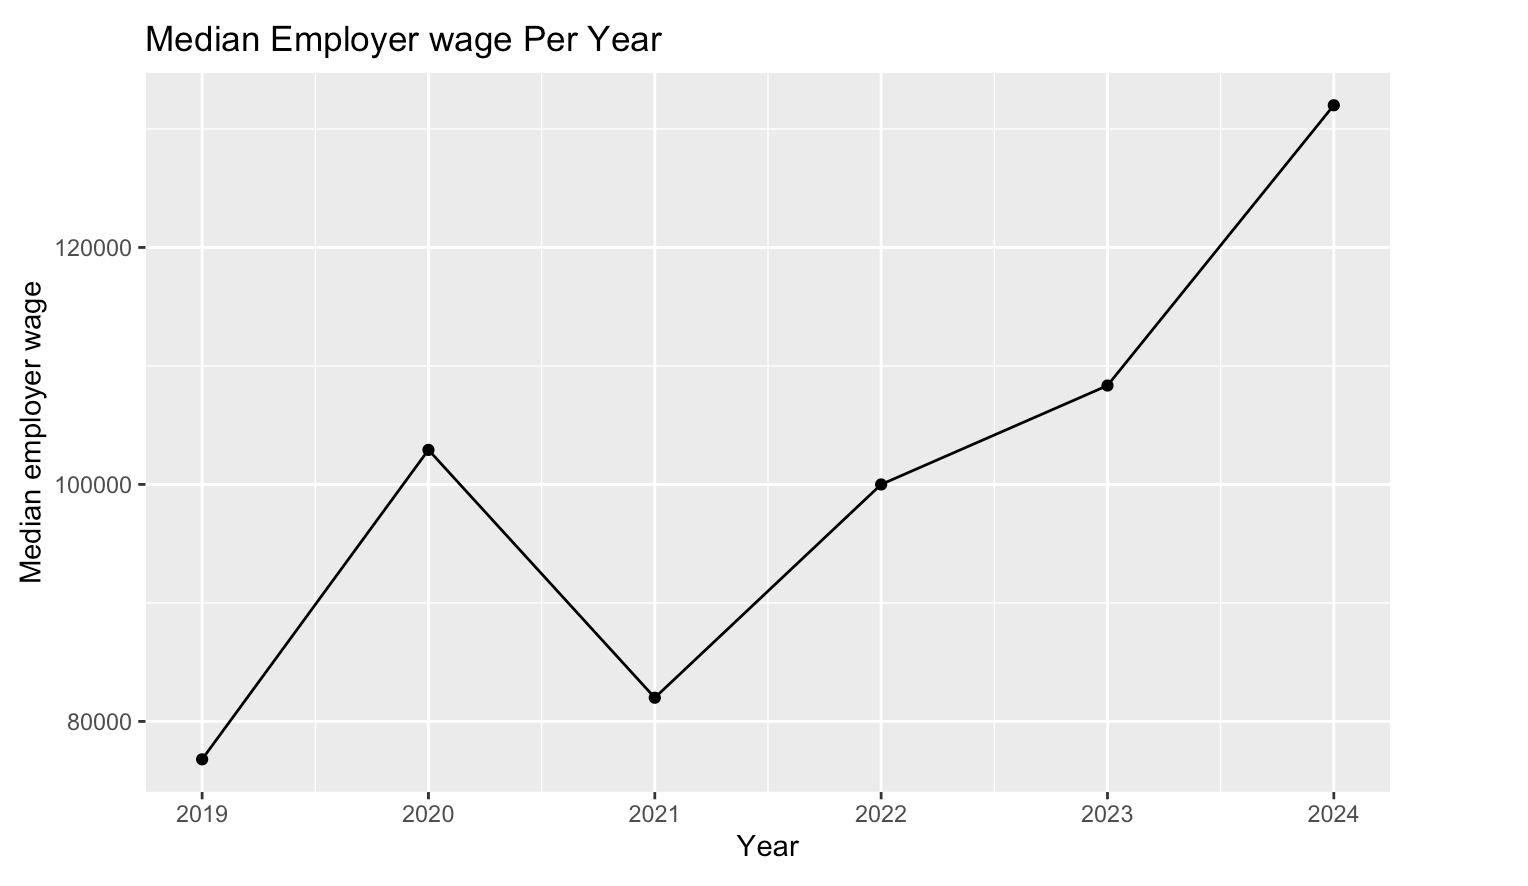 Median Employer wage Per Year
Median employer wage
120000
100000
80000
2019 2020 2021 2022 2023 2024
Year